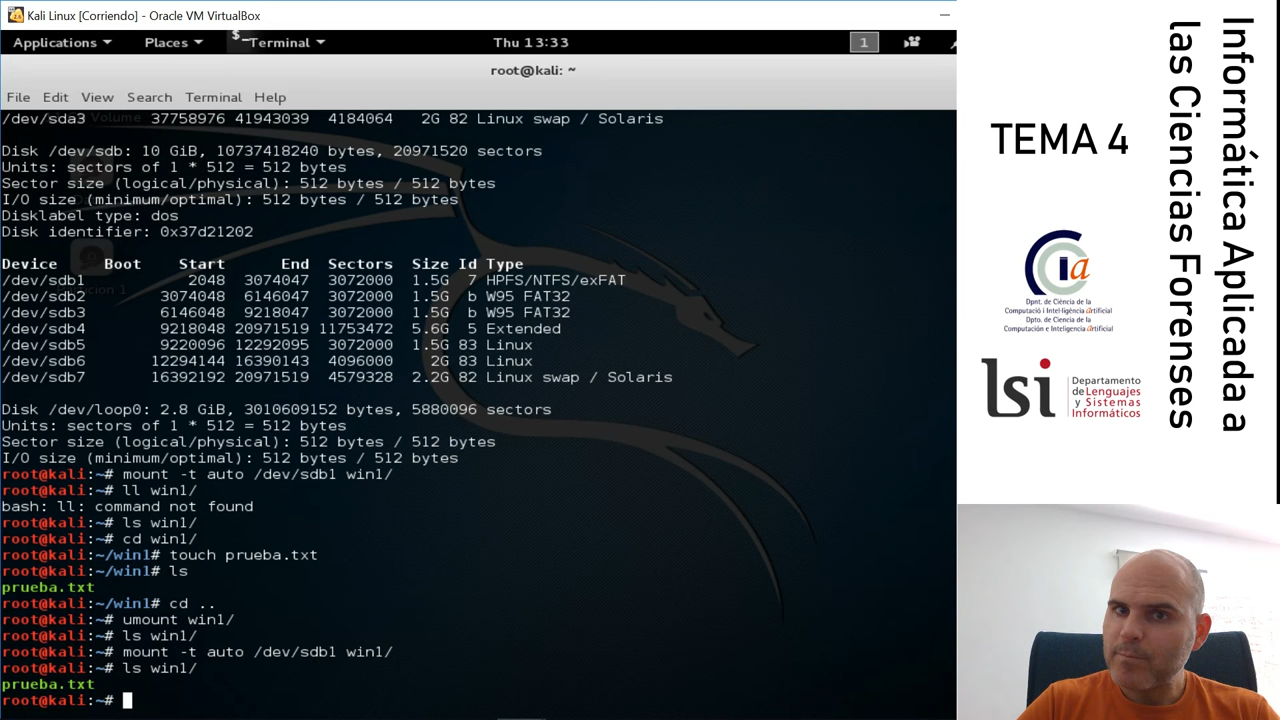 Kali Linux [Corriendo] - Oracle VM VirtualBox
Applications Places Terminal Thu 13:33 1
root@kali: ~
File Edit View Search Terminal Help
/dev/sda3 37758976 41943039 4184064 2G 82 Linux swap / Solaris
Disk /dev/sdb: 10 GiB, 10737418240 bytes, 20971520 sectors
Units: sectors of 1 * 512 = 512 bytes
Sector size (logical/physical): 512 bytes / 512 bytes
I/O size (minimum/optimal): 512 bytes / 512 bytes
Disklabel type: dos
Disk identifier: 0x37d21202
Device Boot Start End Sectors Size Id Type
/dev/sdb1 2048 3074047 3072000 1.5G 7 HPFS/NTFS/exFAT
/dev/sdb2 3074048 6146047 3072000 1.5G b W95 FAT32
/dev/sdb3 6146048 9218047 3072000 1.5G b W95 FAT32
/dev/sdb4 9218048 20971519 11753472 5.6G 5 Extended
/dev/sdb5 9220096 12292095 3072000 1.5G 83 Linux
/dev/sdb6 12294144 16390143 4096000 2G 83 Linux
/dev/sdb7 16392192 20971519 4579328 2.2G 82 Linux swap / Solaris
Disk /dev/loop0: 2.8 GiB, 3010609152 bytes, 5880096 sectors
Units: sectors of 1 * 512 = 512 bytes
Sector size (logical/physical): 512 bytes / 512 bytes
I/O size (minimum/optimal): 512 bytes / 512 bytes
root@kali:~# mount -t auto /dev/sdb1 win1/
root@kali:~# ll win1/
bash: ll: command not found
root@kali:~# ls win1/
root@kali:~# cd win1/
root@kali:~/win1# touch prueba.txt
root@kali:~/win1# ls
prueba.txt
root@kali:~/win1# cd ..
root@kali:~# umount win1/
root@kali:~# ls win1/
root@kali:~# mount -t auto /dev/sdb1 win1/
root@kali:~# ls win1/
prueba.txt
root@kali:~#
Informática Aplicada a
las Ciencias Forenses
TEMA 4
Dpnt. de Ciència de la
Computació i Intel·ligència artificial
Dpto. de Ciencia de la
Computación e Inteligencia artificial
lsi
Departamento
de Lenguajes
y Sistemas
Informáticos